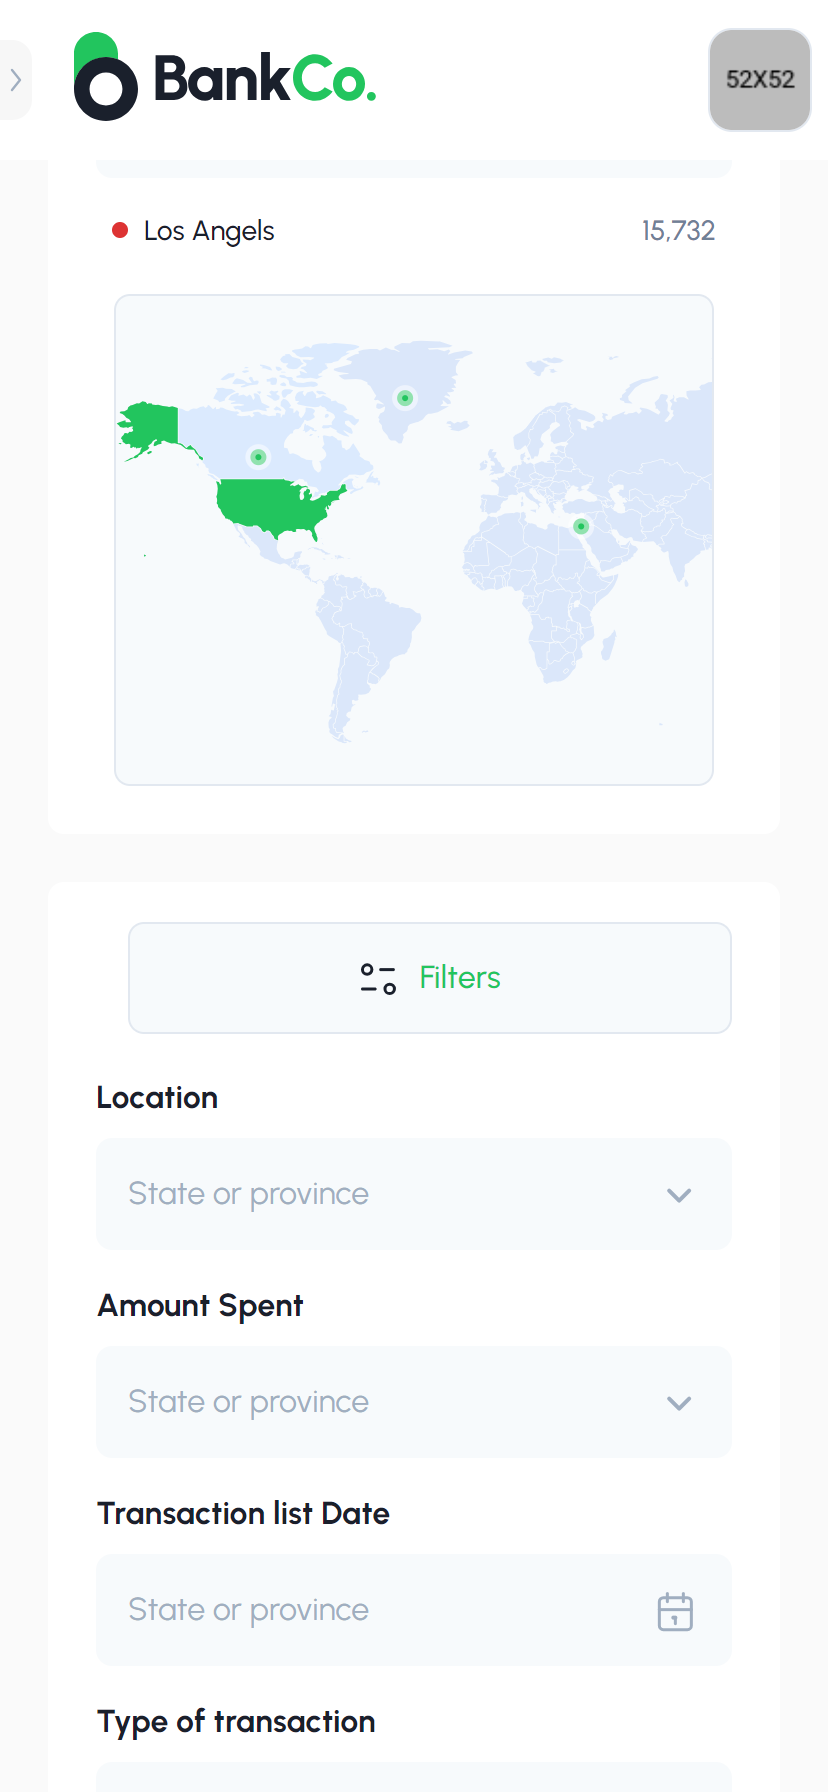 BankCo.
52X52
Los Angels
15,732
Filters
Location
State or province
Amount Spent
State or province
Transaction list Date
State or province
Type of transaction